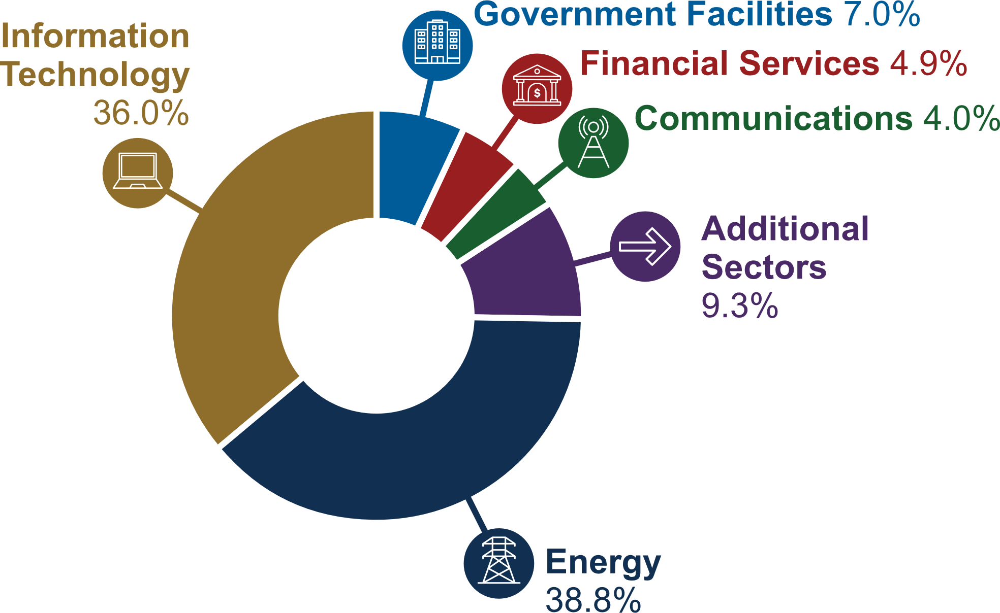 Information
Technology
36.0%
Government Facilities 7.0%
Financial Services 4.9%
$
Communications 4.0%
Additional
Sectors
9.3%
Energy
38.8%